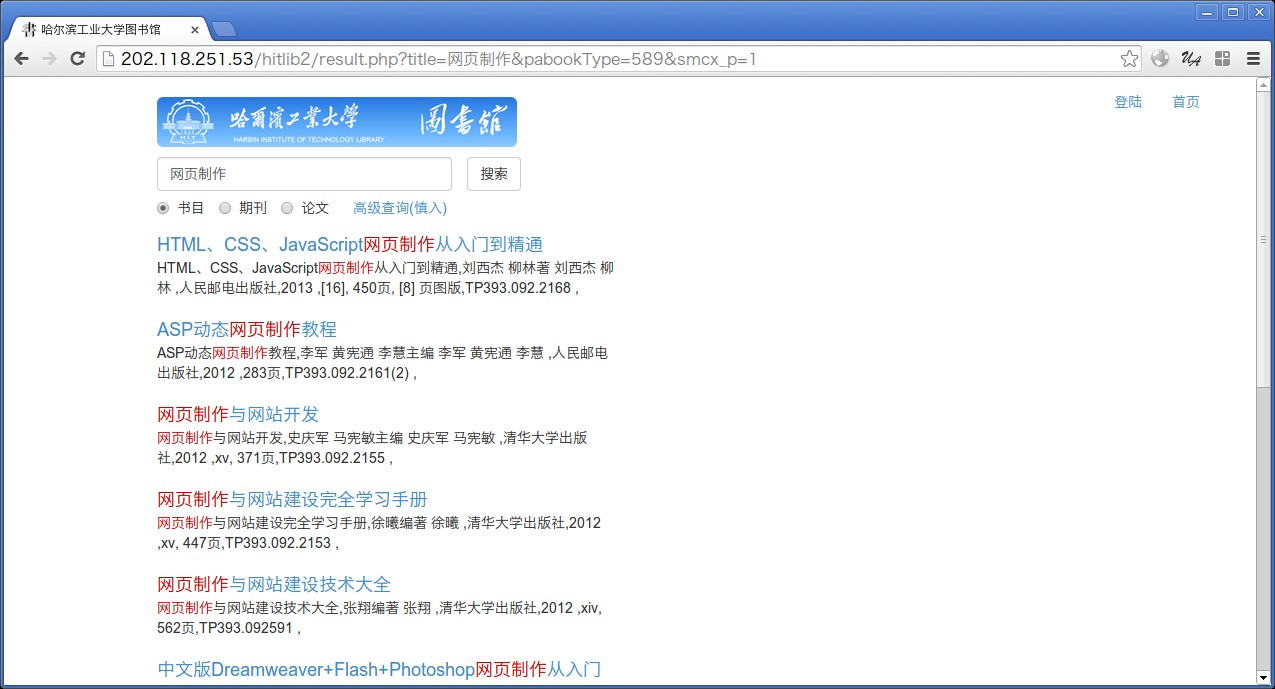 哈尔滨工业大学图书馆
202.118.251.53/hitlib2/result.php?title=网页制作&pabookType=589&smcx_p=1
哈爾濱工業大學 圖書館
HARBIN INSTITUTE OF TECHNOLOGY LIBRARY
登陆 首页
网页制作 搜索
书目 期刊 论文 高级查询(慎入)
HTML、CSS、JavaScript网页制作从入门到精通
HTML、CSS、JavaScript网页制作从入门到精通,刘西杰 柳林著 刘西杰 柳
林 ,人民邮电出版社,2013 ,[16], 450页, [8] 页图版,TP393.092.2168 ,
ASP动态网页制作教程
ASP动态网页制作教程,李军 黄宪通 李慧主编 李军 黄宪通 李慧 ,人民邮电
出版社,2012 ,283页,TP393.092.2161(2) ,
网页制作与网站开发
网页制作与网站开发,史庆军 马宪敏主编 史庆军 马宪敏 ,清华大学出版
社,2012 ,xv, 371页,TP393.092.2155 ,
网页制作与网站建设完全学习手册
网页制作与网站建设完全学习手册,徐曦编著 徐曦 ,清华大学出版社,2012
,xv, 447页,TP393.092.2153 ,
网页制作与网站建设技术大全
网页制作与网站建设技术大全,张翔编著 张翔 ,清华大学出版社,2012 ,xiv,
562页,TP393.092591 ,
中文版Dreamweaver+Flash+Photoshop网页制作从入门